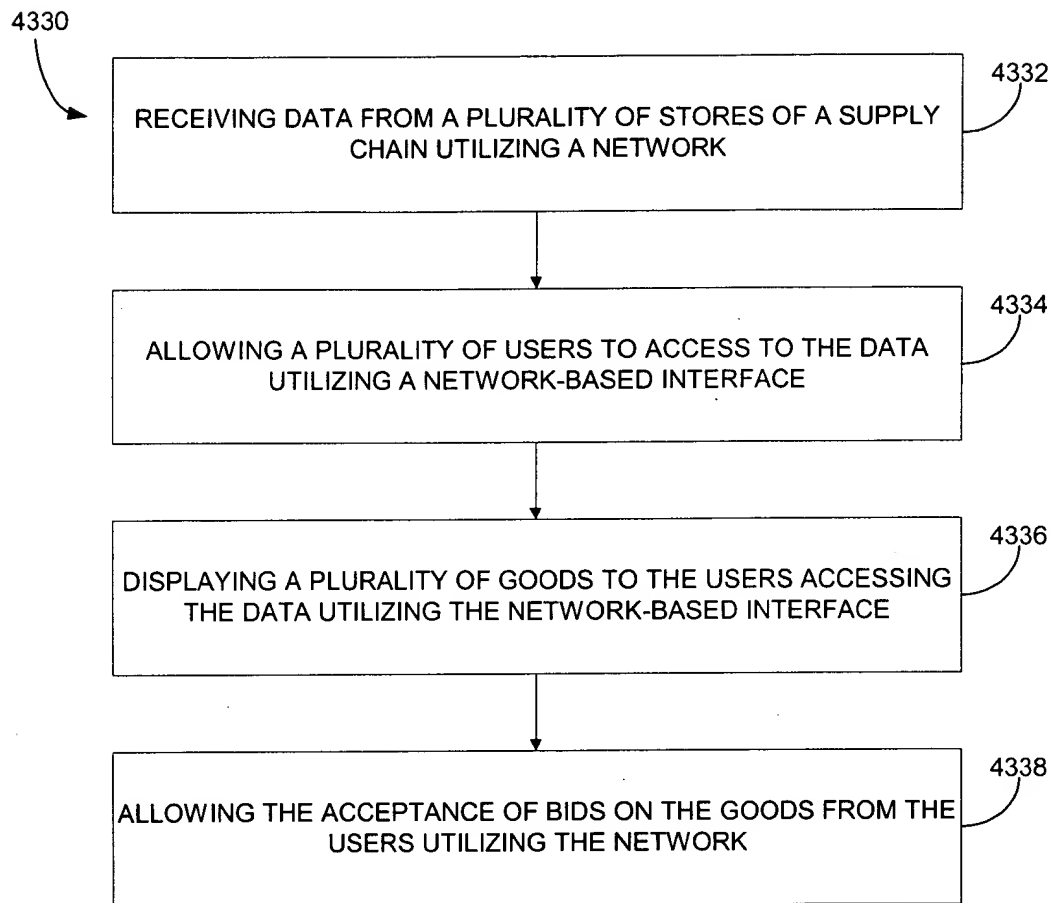 4330
4332
RECEIVING DATA FROM A PLURALITY OF STORES OF A SUPPLY
CHAIN UTILIZING A NETWORK
4334
ALLOWING A PLURALITY OF USERS TO ACCESS TO THE DATA
UTILIZING A NETWORK-BASED INTERFACE
4336
DISPLAYING A PLURALITY OF GOODS TO THE USERS ACCESSING
THE DATA UTILIZING THE NETWORK-BASED INTERFACE
4338
ALLOWING THE ACCEPTANCE OF BIDS ON THE GOODS FROM THE
USERS UTILIZING THE NETWORK